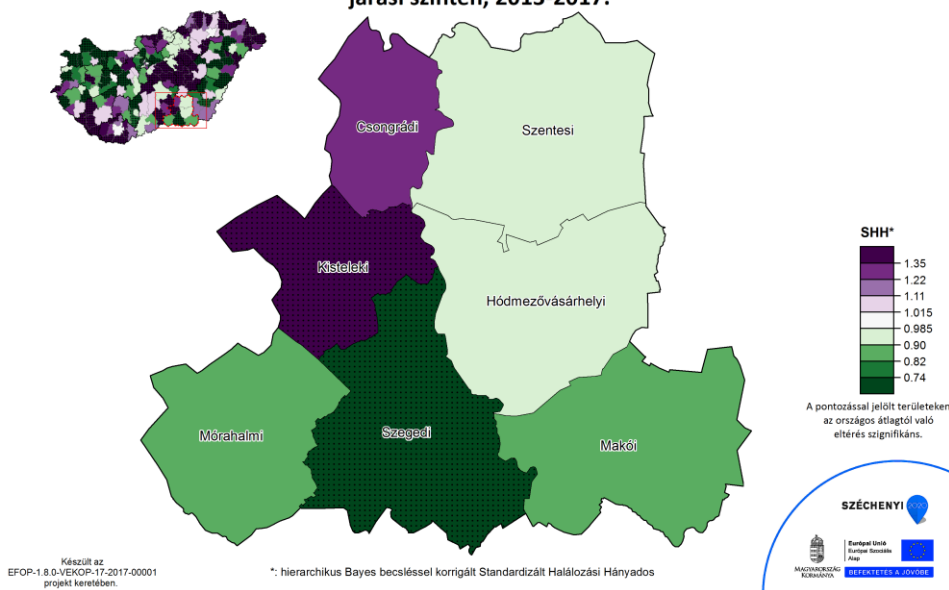 járási szinten, 2015-2017.
Csongrádi
Szentesi
Kisteleki
Hódmezővásárhelyi
Mórahalmi
Szegedi
Makói
SHH*
1.35
1.22
1.11
1.015
0.985
0.90
0.82
0.74
A pontozással jelölt területeken
az országos átlagtól való
eltérés szignifikáns.
SZÉCHENYI 2020
MAGYARORSZÁG
KORMÁNYA
Európai Unió
Európai Szociális
Alap
BEFEKTETÉS A JÖVŐBE
Készült az
EFOP-1.8.0-VEKOP-17-2017-00001
projekt keretében.
*: hierarchikus Bayes becsléssel korrigált Standardizált Halálozási Hányados